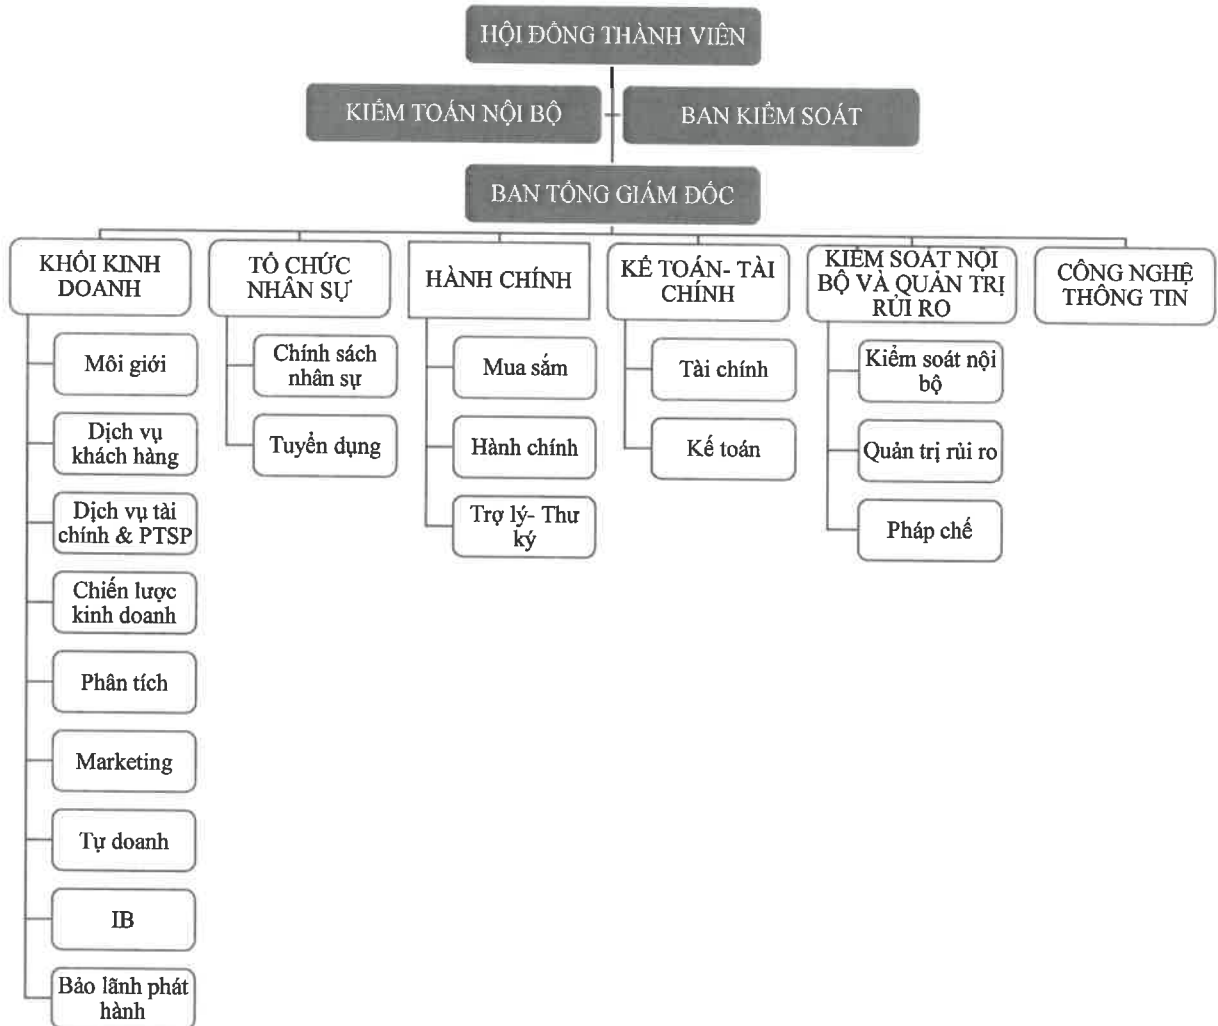 HỘI ĐỒNG THÀNH VIÊN
KIỂM TOÁN NỘI BỘ
BAN KIỂM SOÁT
BAN TỔNG GIÁM ĐỐC
KHỐI KINH
DOANH
Môi giới
Dịch vụ
khách hàng
Dịch vụ tài
chính & PTSP
Chiến lược
kinh doanh
Phân tích
Marketing
Tự doanh
IB
Bảo lãnh phát
hành
TỔ CHỨC
NHÂN SỰ
Chính sách
nhân sự
Tuyển dụng
HÀNH CHÍNH
Mua sắm
Hành chính
Trợ lý- Thư
ký
KẾ TOÁN- TÀI
CHÍNH
Tài chính
Kế toán
KIỂM SOÁT NỘI
BỘ VÀ QUẢN TRỊ
RỦI RO
Kiểm soát nội
bộ
Quản trị rủi ro
Pháp chế
CÔNG NGHỆ
THÔNG TIN